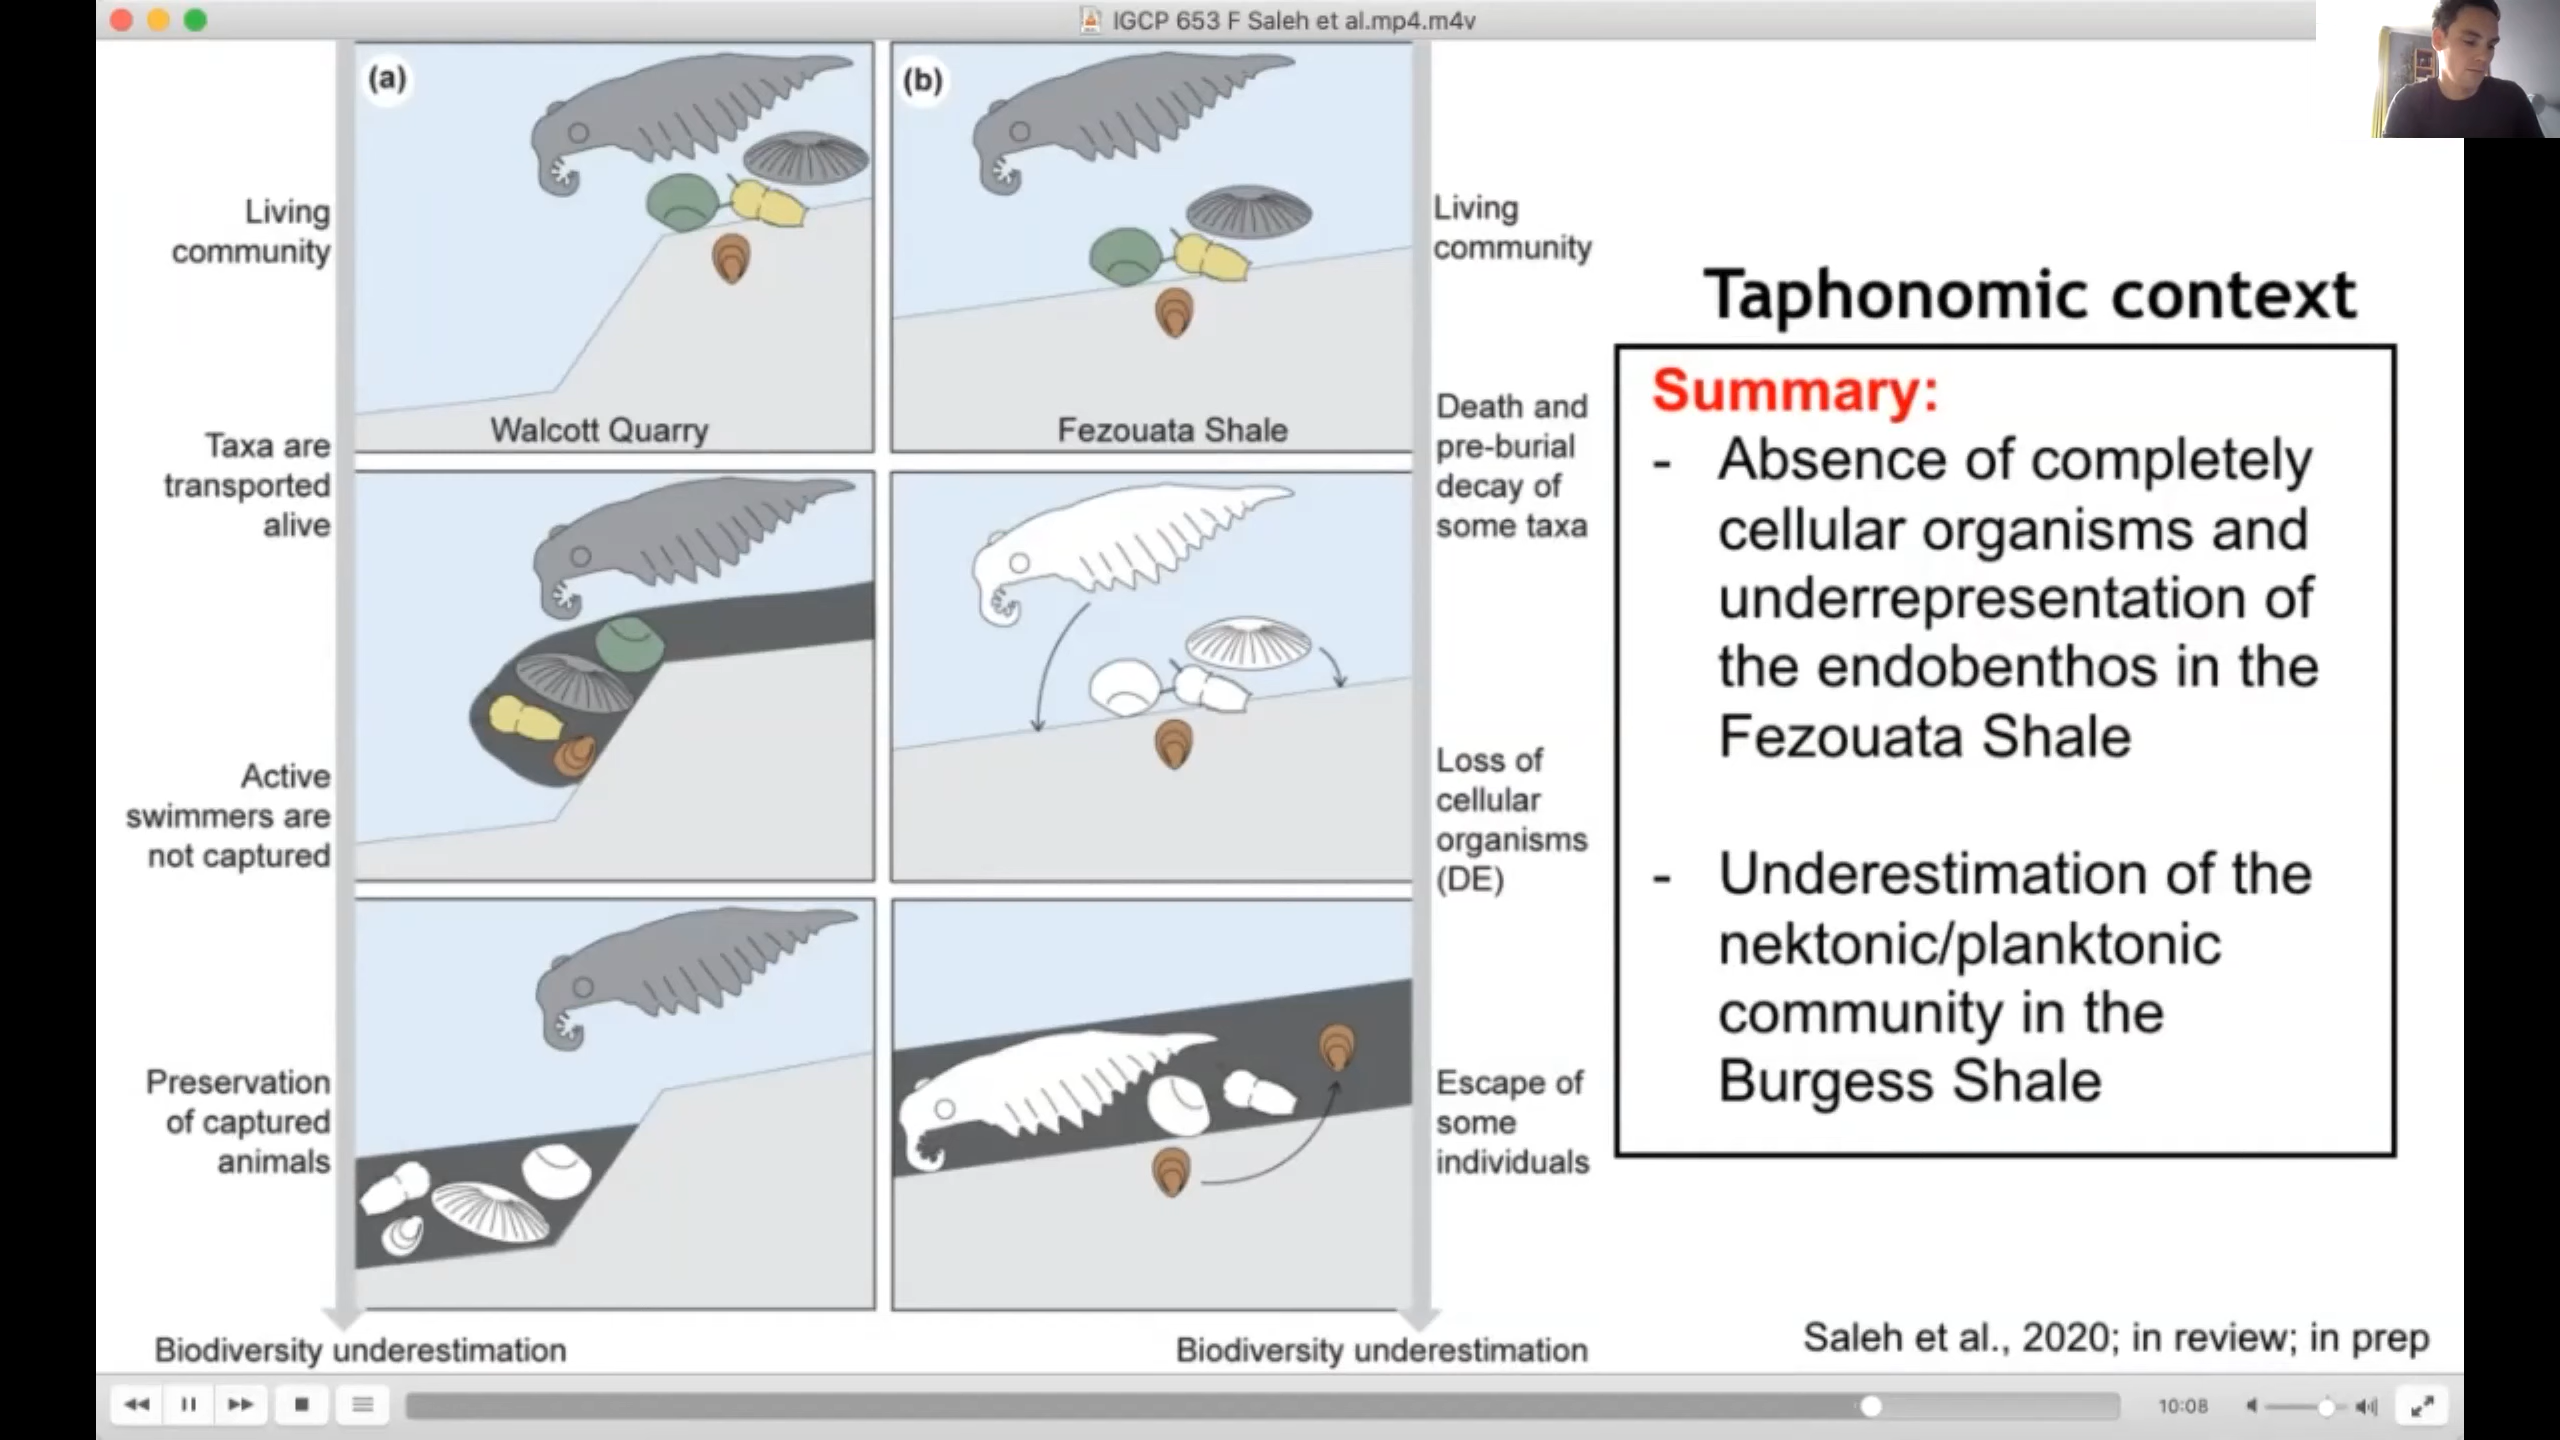 IGCP 653 F Saleh et al.mp4.m4v
(a)
(b)
Living
community
Taxa are
transported
alive
Active
swimmers are
not captured
Preservation
of captured
animals
Walcott Quarry
Fezouata Shale
Living
community
Death and
pre-burial
decay of
some taxa
Loss of
cellular
organisms
(DE)
Escape of
some
individuals
Biodiversity underestimation
Biodiversity underestimation
Taphonomic context
Summary:
- Absence of completely
cellular organisms and
underrepresentation of
the endobenthos in the
Fezouata Shale
- Underestimation of the
nektonic/planktonic
community in the
Burgess Shale
Saleh et al., 2020; in review; in prep
10:08